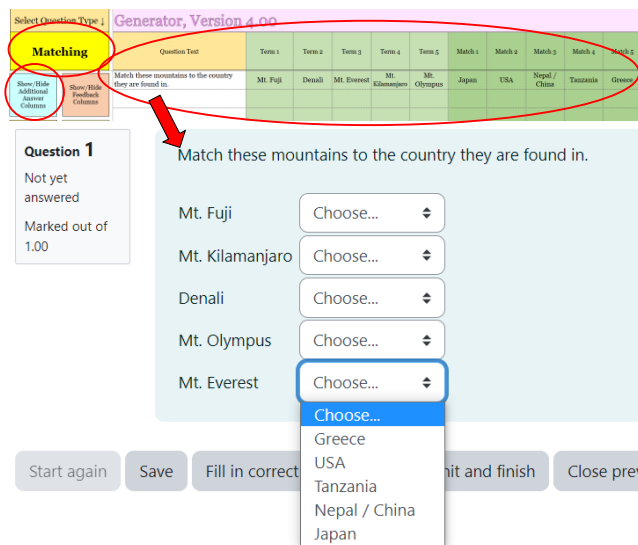 Select Question Type ↓ Generator, Version 4.00
Matching Question Text Term 1 Term 2 Term 3 Term 4 Term 5 Match 1 Match 2 Match 3 Match 4 Match 5
Show/Hide
Additional
Answer
Columns
Show/Hide
Feedback
Columns
Match these mountains to the country
they are found in.
Mt. Fuji Denali Mt. Everest Mt.
Kilamanjaro Mt.
Olympus Japan USA Nepal /
China Tanzania Greece
Question 1
Not yet
answered
Marked out of
1.00
Match these mountains to the country they are found in.
Mt. Fuji Choose...
Mt. Kilamanjaro Choose...
Denali Choose...
Mt. Olympus Choose...
Mt. Everest Choose...
Choose...
Greece
USA
Tanzania
Nepal / China
Japan
Start again Save Fill in correct nit and finish Close prev